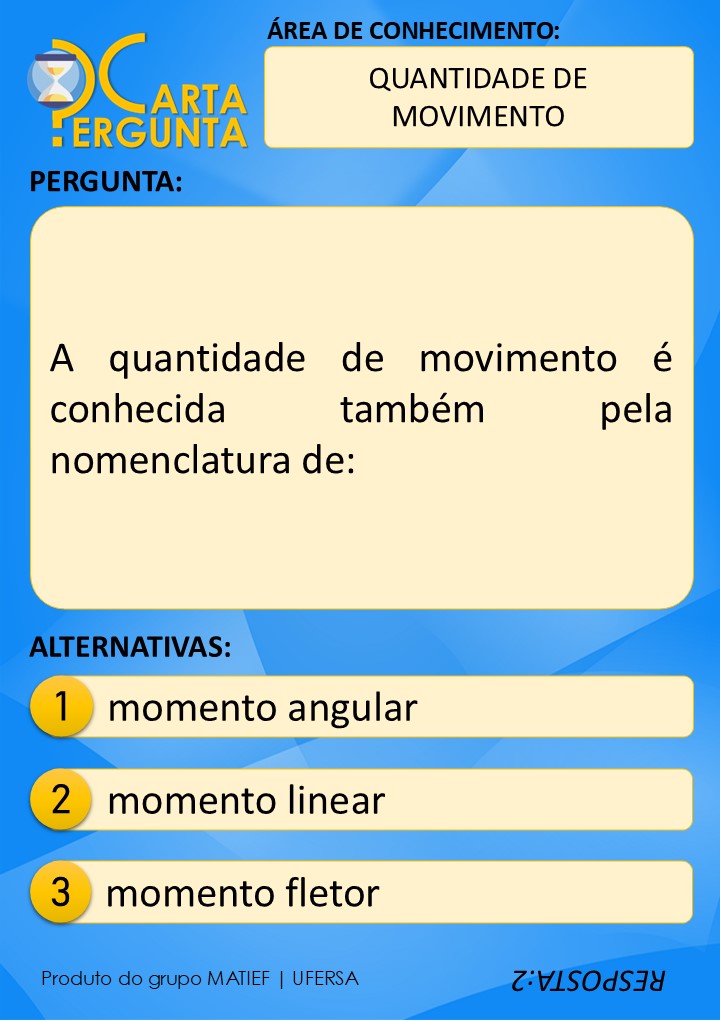 CARTA
PERGUNTA
ÁREA DE CONHECIMENTO:
QUANTIDADE DE
MOVIMENTO
PERGUNTA:
A quantidade de movimento é
conhecida também pela
nomenclatura de:
ALTERNATIVAS:
1 momento angular
2 momento linear
3 momento fletor
Produto do grupo MATIEF | UFERSA
RESPOSTA:2